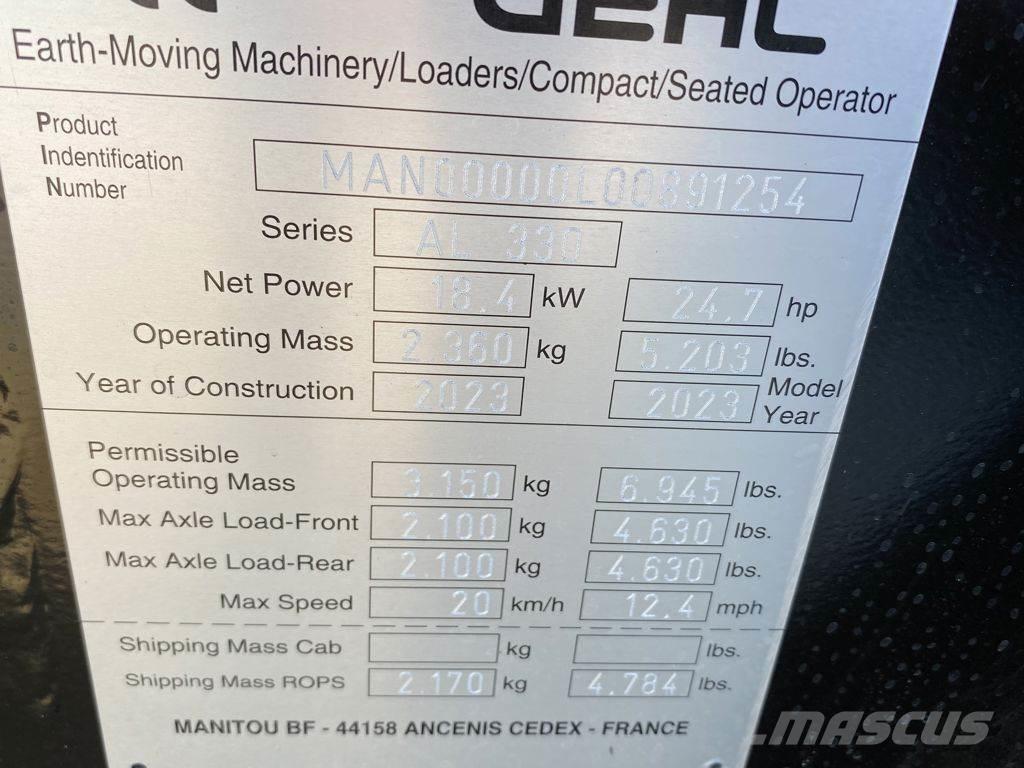 GEHL
Earth-Moving Machinery/Loaders/Compact/Seated Operator
Product
Indentification
Number
MAN00000L00891254
Series AL 330
Net Power 18.4 kW 24.7 hp
Operating Mass 2.360 kg 5.203 lbs.
Year of Construction 2023 2023 Model Year
Permissible
Operating Mass 3.150 kg 6.945 lbs.
Max Axle Load-Front 2.100 kg 4.630 lbs.
Max Axle Load-Rear 2.100 kg 4.630 lbs.
Max Speed 20 km/h 12.4 mph
Shipping Mass Cab kg lbs.
Shipping Mass ROPS 2.170 kg 4.784 lbs.
MANITOU BF - 44158 ANCENIS CEDEX - FRANCE
MASCUS